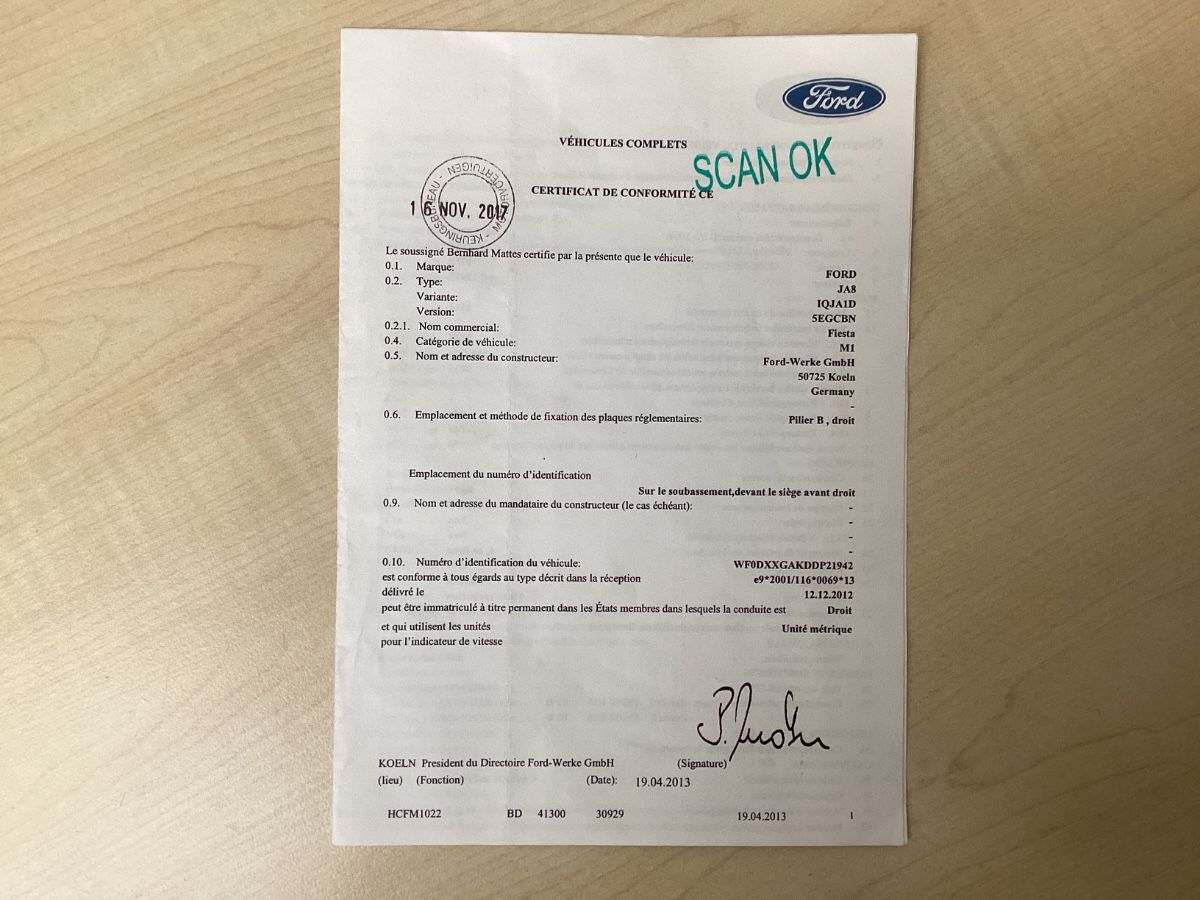 Ford
VÉHICULES COMPLETS
SCAN OK
CERTIFICAT DE CONFORMITÉ CE
16 NOV. 2017
KEURINGSBUREAU
Le soussigné Bernhard Mattes certifie par la présente que le véhicule:
0.1. Marque: FORD
0.2. Type: JA8
Variante: IQJA1D
Version: 5EGCBN
0.2.1. Nom commercial: Fiesta
0.4. Catégorie de véhicule: M1
0.5. Nom et adresse du constructeur: Ford-Werke GmbH
50725 Koeln
Germany
-
0.6. Emplacement et méthode de fixation des plaques réglementaires: Pilier B , droit
Emplacement du numéro d’identification
Sur le soubassement,devant le siège avant droit
0.9. Nom et adresse du mandataire du constructeur (le cas échéant): -
-
-
-
0.10. Numéro d’identification du véhicule: WF0DXXGAKDDP21942
est conforme à tous égards au type décrit dans la réception e9*2001/116*0069*13
délivré le 12.12.2012
peut être immatriculé à titre permanent dans les États membres dans lesquels la conduite est Droit
et qui utilisent les unités Unité métrique
pour l’indicateur de vitesse
KOELN President du Directoire Ford-Werke GmbH (Signature)
(lieu) (Fonction) (Date): 19.04.2013
HCFM1022 BD 41300 30929 19.04.2013 1